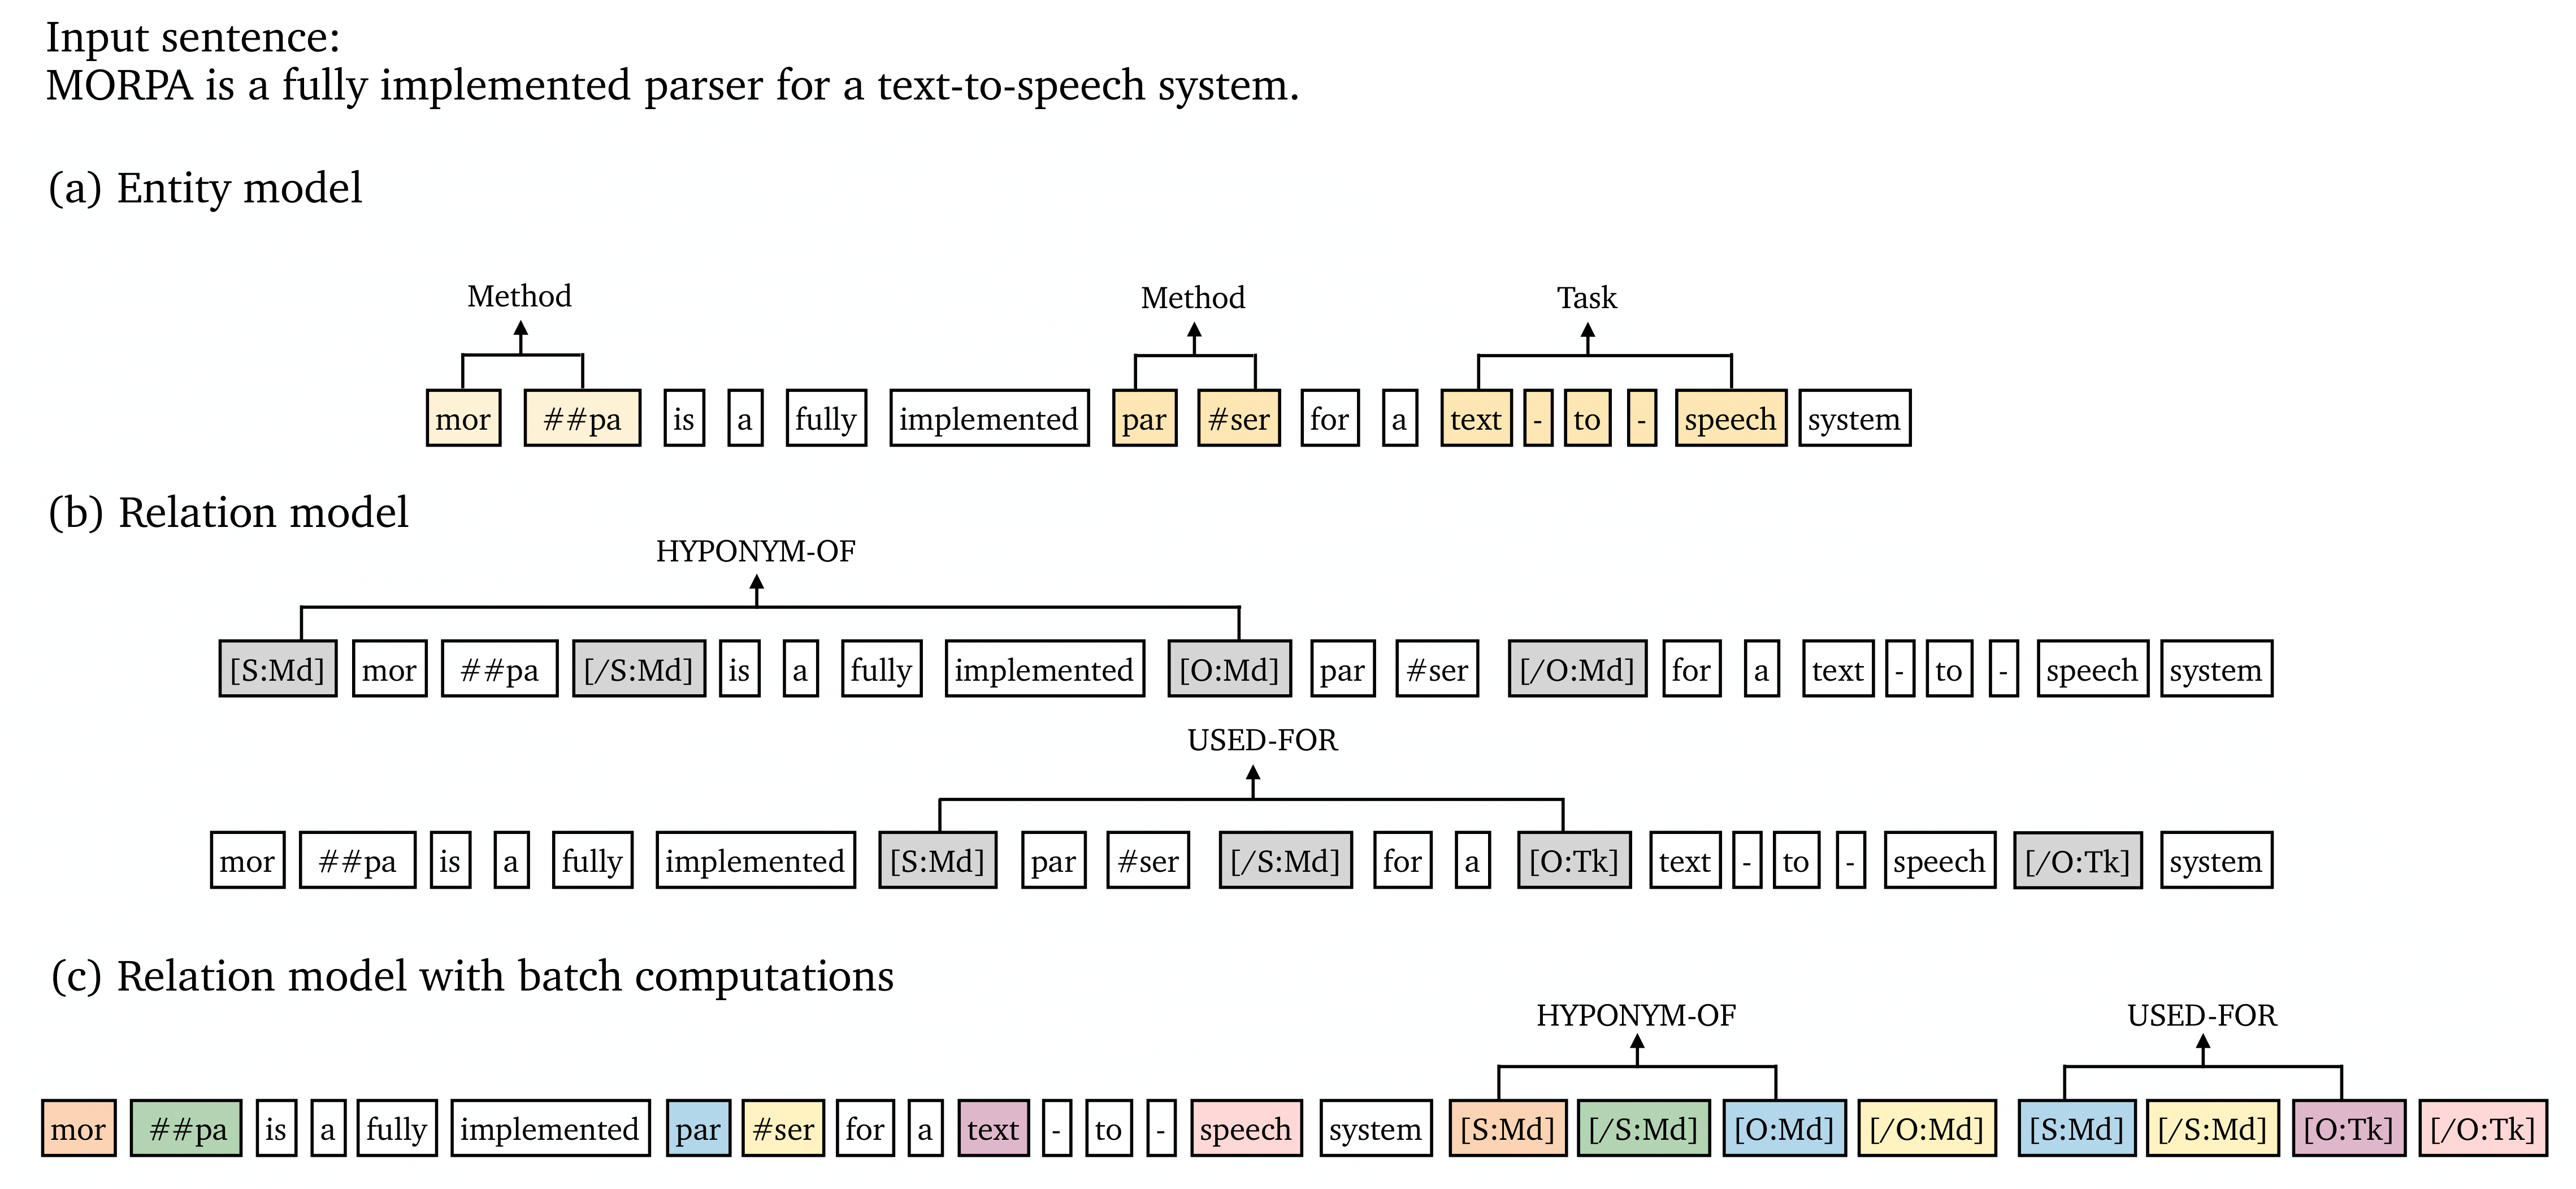 Input sentence:
MORPA is a fully implemented parser for a text-to-speech system.
(a) Entity model
Method Method Task
mor ##pa is a fully implemented par #ser for a text - to - speech system
(b) Relation model
HYPONYM-OF
[S:Md] mor ##pa [/S:Md] is a fully implemented [O:Md] par #ser [/O:Md] for a text - to - speech system
USED-FOR
mor ##pa is a fully implemented [S:Md] par #ser [/S:Md] for a [O:Tk] text - to - speech [/O:Tk] system
(c) Relation model with batch computations
HYPONYM-OF USED-FOR
mor ##pa is a fully implemented par #ser for a text - to - speech system [S:Md] [/S:Md] [O:Md] [/O:Md] [S:Md] [/S:Md] [O:Tk] [/O:Tk]